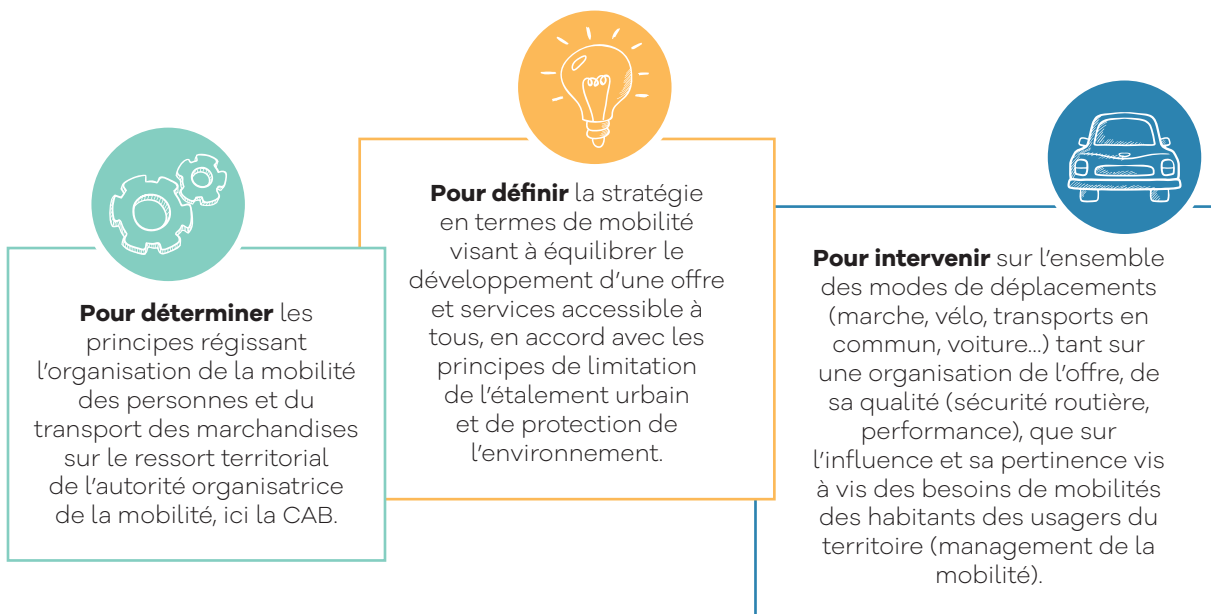 Pour déterminer les
principes régissant
l’organisation de la mobilité
des personnes et du
transport des marchandises
sur le ressort territorial
de l’autorité organisatrice
de la mobilité, ici la CAB.
Pour définir la stratégie
en termes de mobilité
visant à équilibrer le
développement d’une offre
et services accessible à
tous, en accord avec les
principes de limitation
de l’étalement urbain
et de protection de
l’environnement.
Pour intervenir sur l’ensemble
des modes de déplacements
(marche, vélo, transports en
commun, voiture...) tant sur
une organisation de l’offre, de
sa qualité (sécurité routière,
performance), que sur
l’influence et sa pertinence vis
à vis des besoins de mobilités
des habitants des usagers du
territoire (management de la
mobilité).